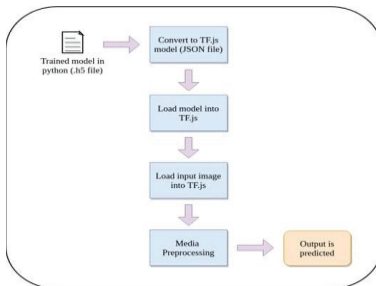 Trained model in
python (.h5 file)
Convert to TF.js
model (JSON file)
Load model into
TF.js
Load input image
into TF.js
Media
Preprocessing
Output is
predicted